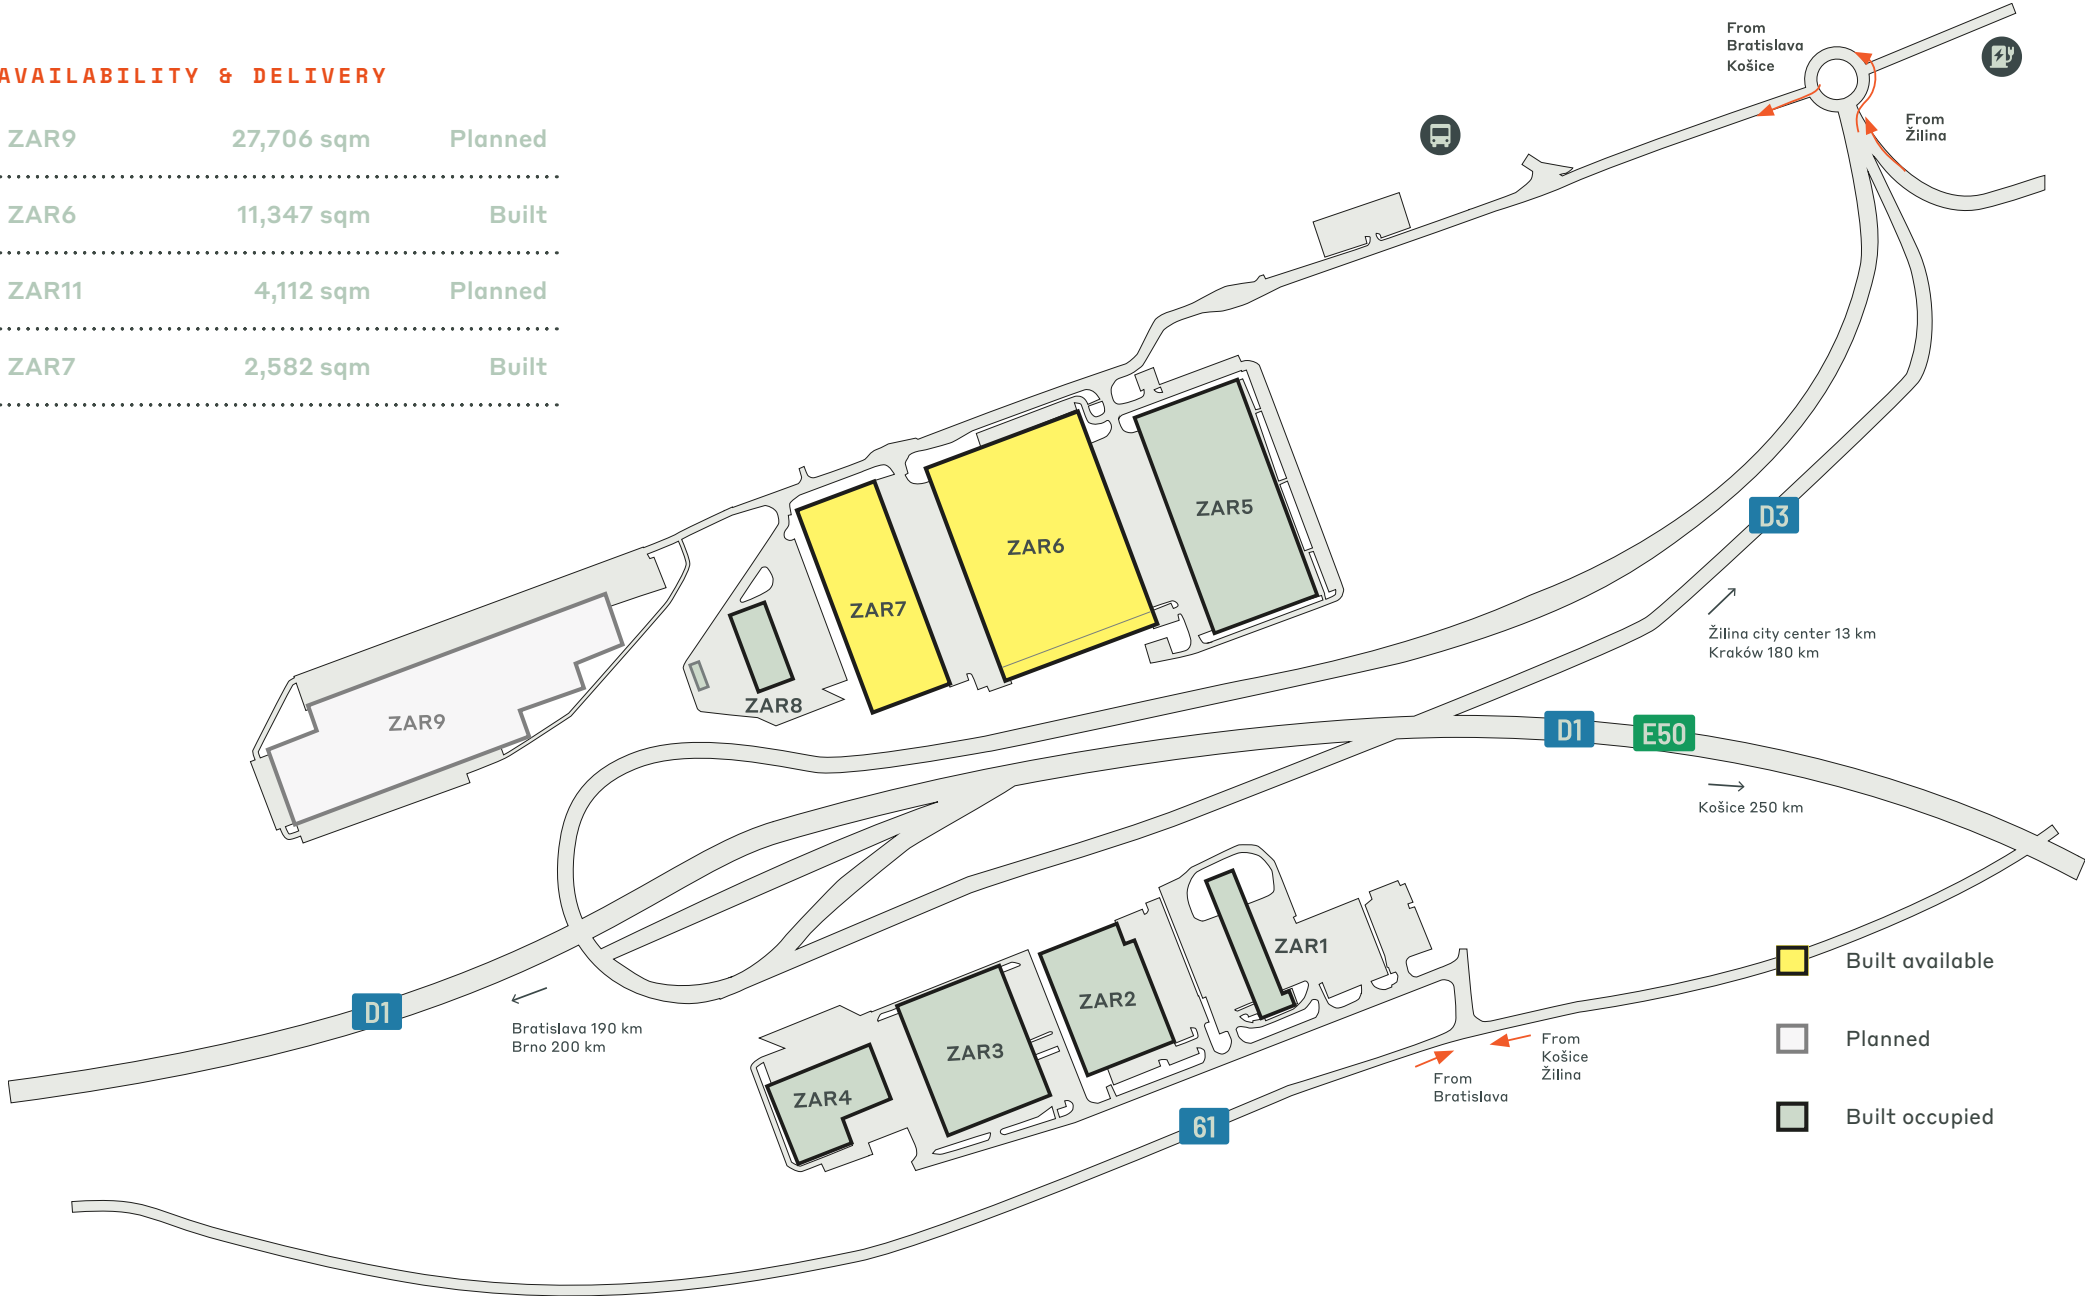 AVAILABILITY & DELIVERY
ZAR9 27,706 sqm Planned
ZAR6 11,347 sqm Built
ZAR11 4,112 sqm Planned
ZAR7 2,582 sqm Built
From
Bratislava
Košice
From
Žilina
ZAR5
ZAR6
ZAR7
ZAR8
ZAR9
D3
Žilina city center 13 km
Kraków 180 km
D1
E50
Košice 250 km
ZAR1
ZAR2
ZAR3
ZAR4
D1
Bratislava 190 km
Brno 200 km
From
Košice
Žilina
From
Bratislava
61
Built available
Planned
Built occupied